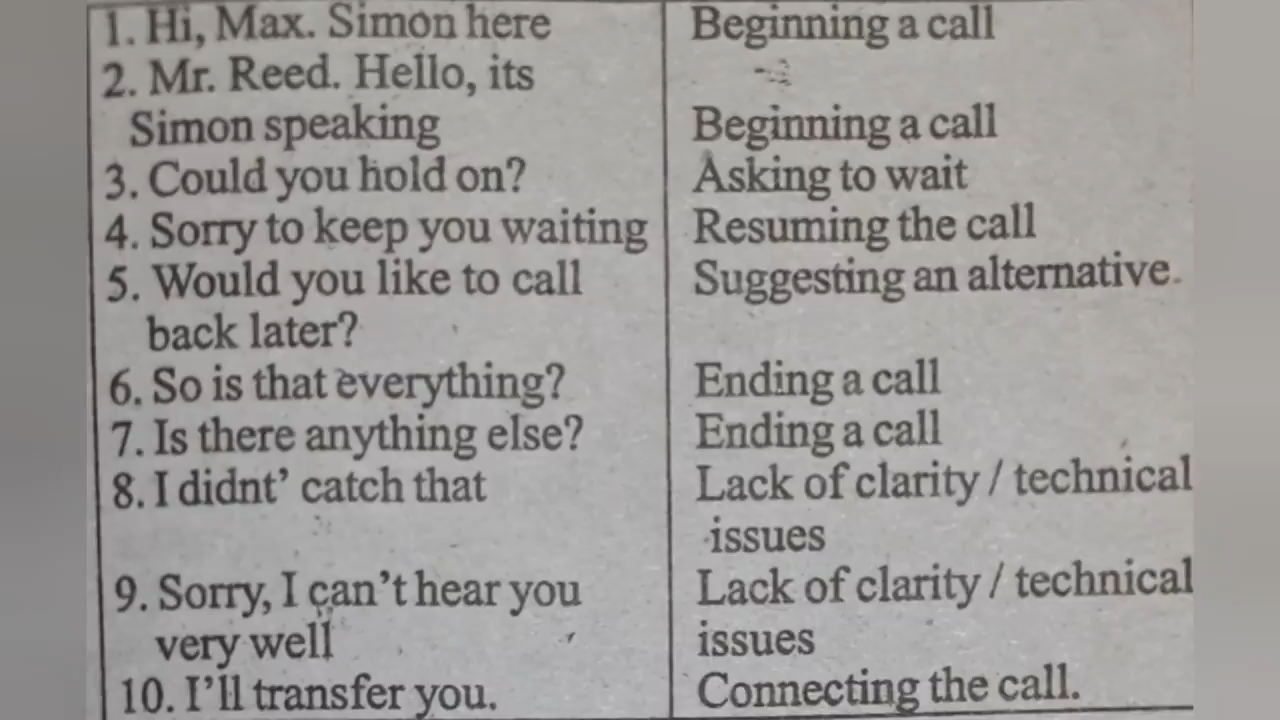 1. Hi, Max. Simon here Beginning a call
2. Mr. Reed. Hello, its
Simon speaking Beginning a call
3. Could you hold on? Asking to wait
4. Sorry to keep you waiting Resuming the call
5. Would you like to call Suggesting an alternative.
back later?
6. So is that everything? Ending a call
7. Is there anything else? Ending a call
8. I didnt’ catch that Lack of clarity / technical
issues
9. Sorry, I can’t hear you Lack of clarity / technical
very well issues
10. I’ll transfer you. Connecting the call.